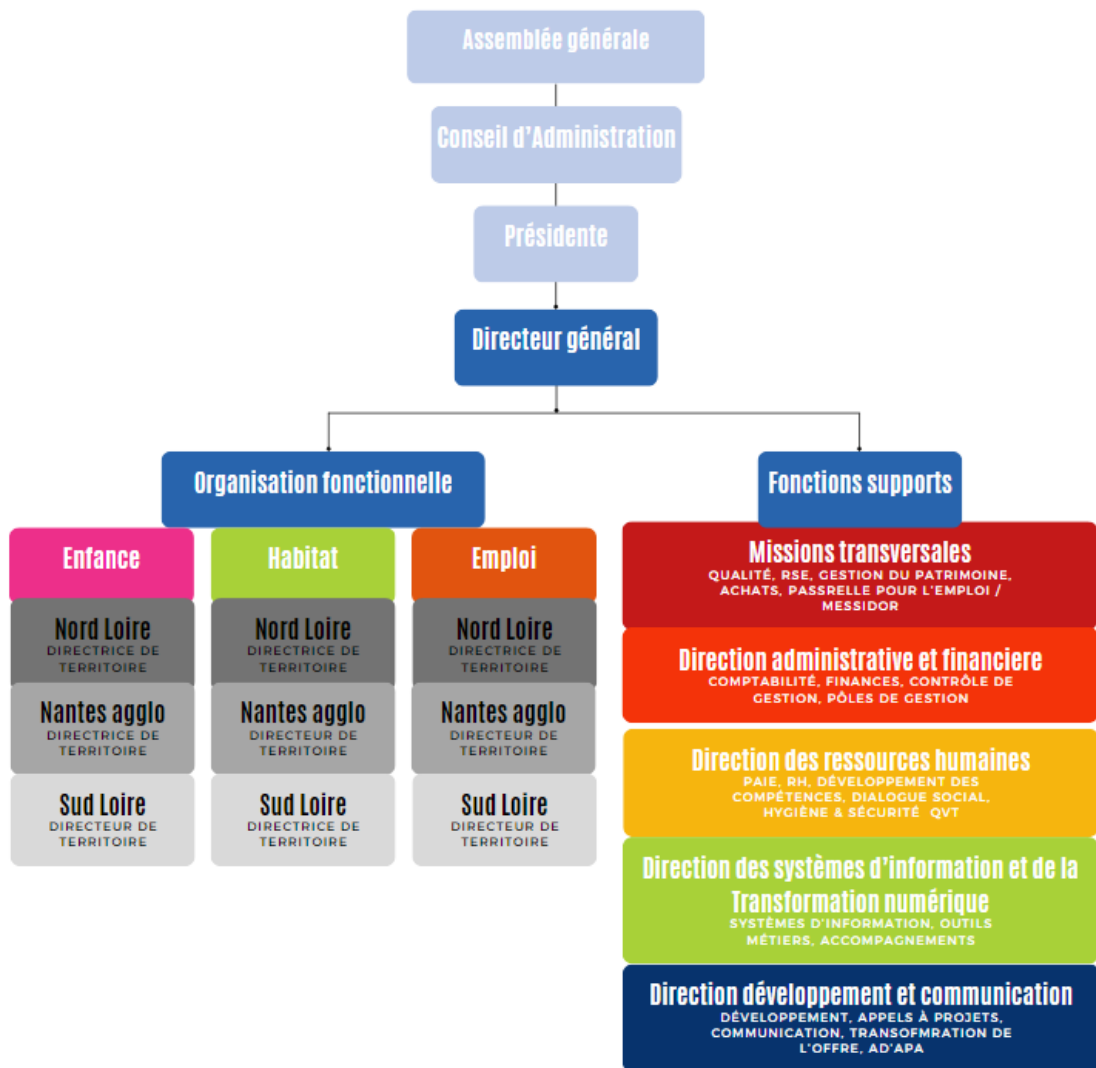 Assemblée générale
Conseil d'Administration
Présidente
Directeur général
Organisation fonctionnelle
Enfance
Nord Loire
DIRECTRICE DE
TERRITOIRE
Nantes agglo
DIRECTRICE DE
TERRITOIRE
Sud Loire
DIRECTEUR DE
TERRITOIRE
Habitat
Nord Loire
DIRECTRICE DE
TERRITOIRE
Nantes agglo
DIRECTEUR DE
TERRITOIRE
Sud Loire
DIRECTRICE DE
TERRITOIRE
Emploi
Nord Loire
DIRECTRICE DE
TERRITOIRE
Nantes agglo
DIRECTEUR DE
TERRITOIRE
Sud Loire
DIRECTEUR DE
TERRITOIRE
Fonctions supports
Missions transversales
QUALITÉ, RSE, GESTION DU PATRIMOINE,
ACHATS, PASSRELLE POUR L'EMPLOI /
MESSIDOR
Direction administrative et financiere
COMPTABILITÉ, FINANCES, CONTRÔLE DE
GESTION, PÔLES DE GESTION
Direction des ressources humaines
PAIE, RH, DÉVELOPPEMENT DES
COMPÉTENCES, DIALOGUE SOCIAL,
HYGIÈNE & SÉCURITÉ QVT
Direction des systèmes d'information et de la
Transformation numérique
SYSTÈMES D'INFORMATION, OUTILS
MÉTIERS, ACCOMPAGNEMENTS
Direction développement et communication
DÉVELOPPEMENT, APPELS À PROJETS,
COMMUNICATION, TRANSOFMRATION DE
L'OFFRE, AD'APA